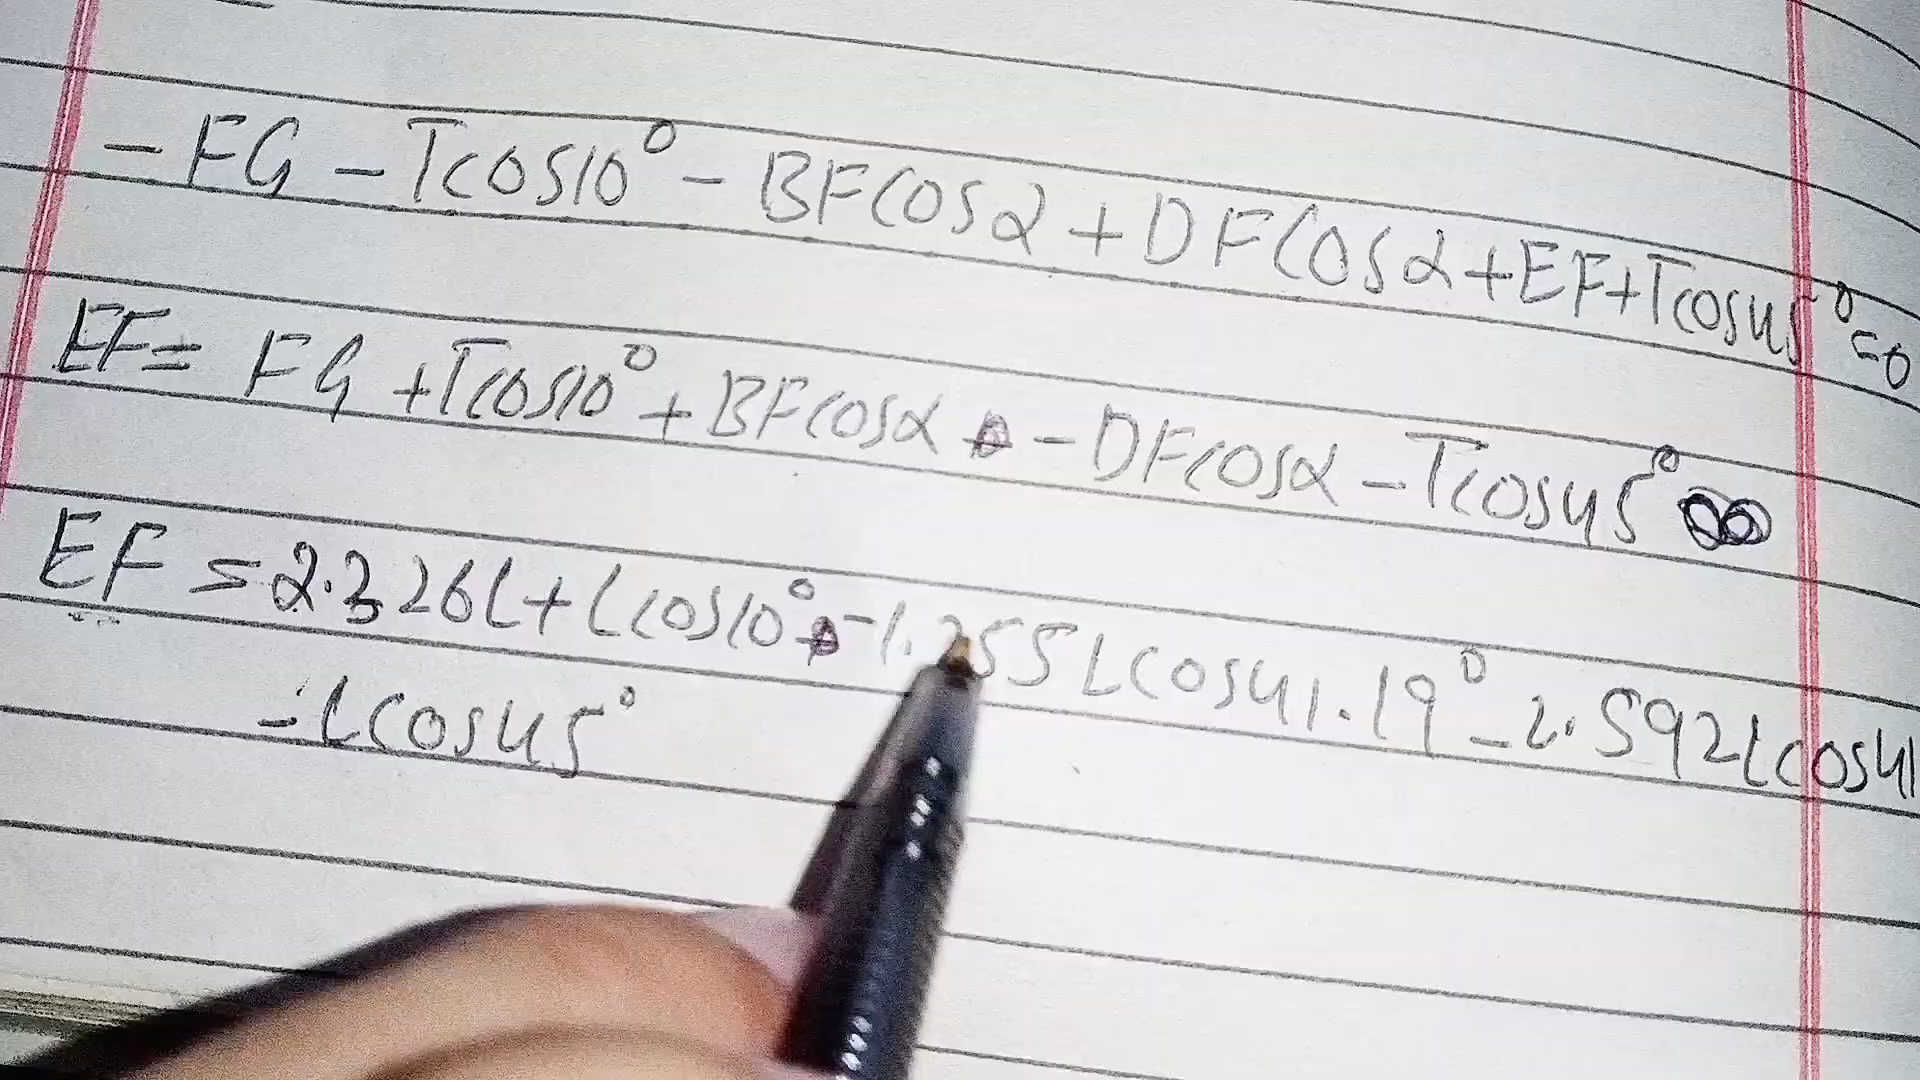 -FG-Tcos10°-BFcosα+DFcosα+EF+Tcos45°=0
EF= FG+Tcos10°+BFcosα-DFcosα-Tcos45°
EF=2.326L+Lcos10°-1.255Lcos41.19°-2.592Lcos41
-Lcos45°